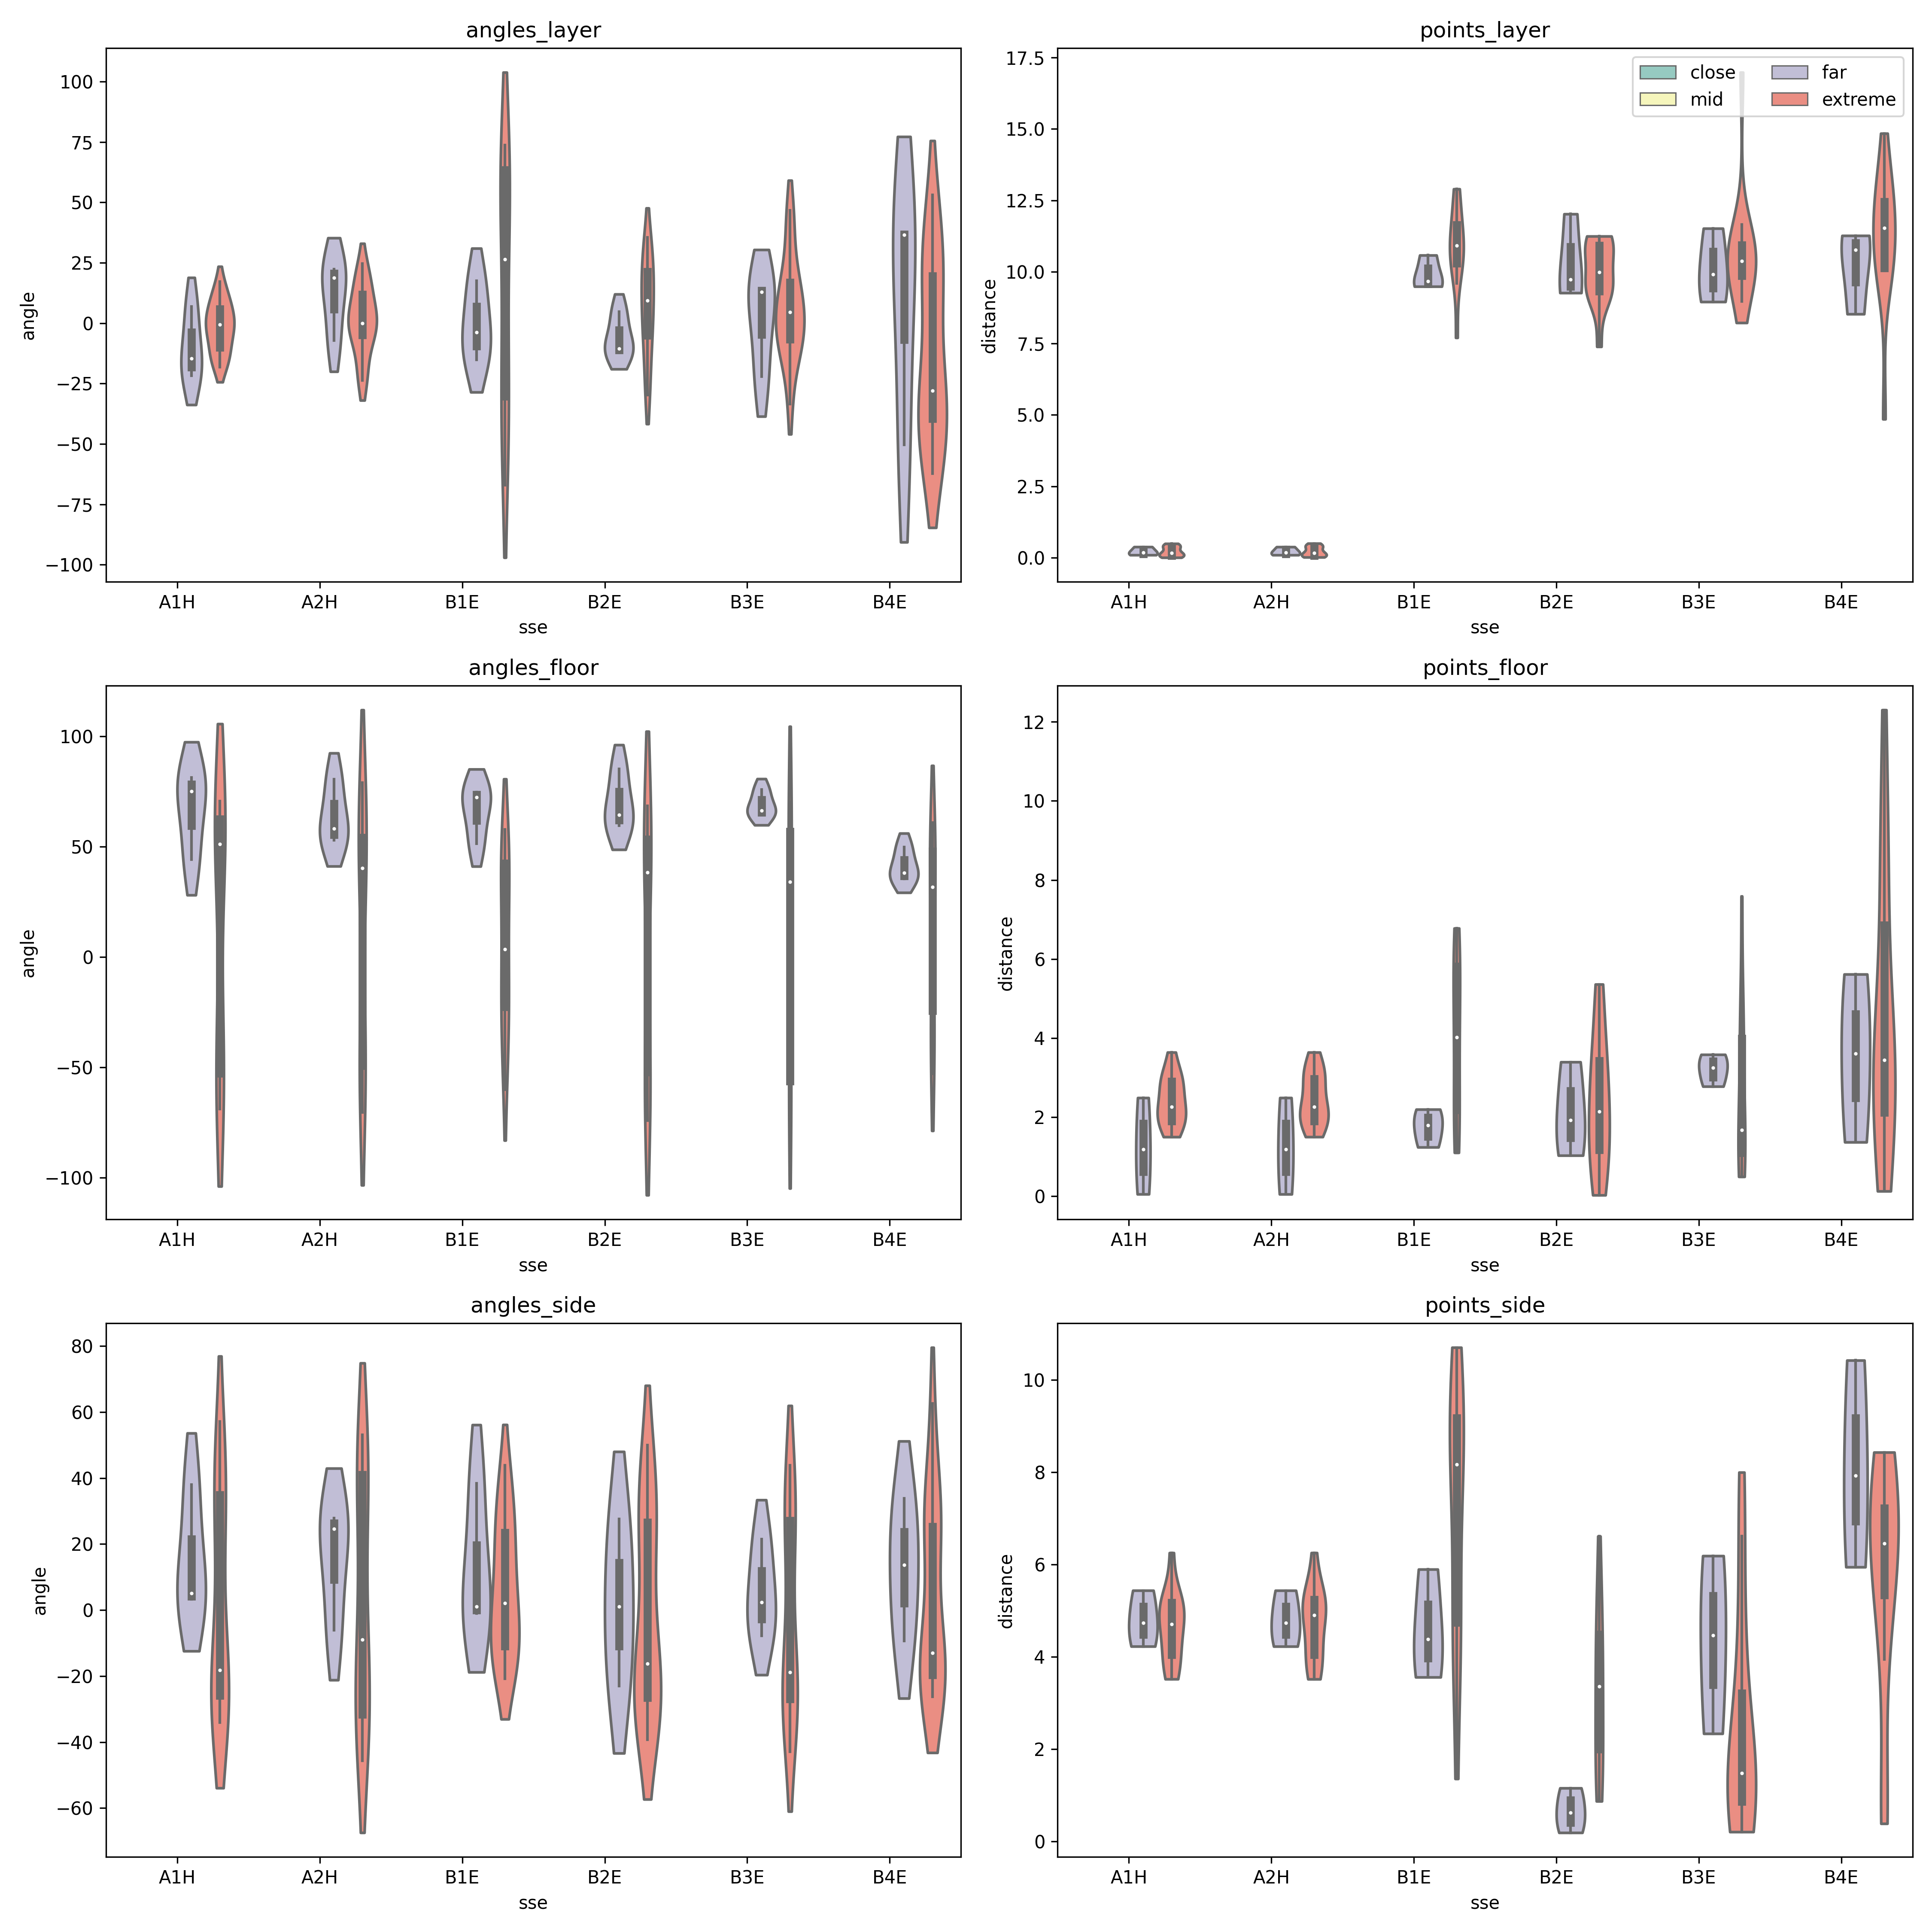 angles_layer
points_layer
100
75
50
25
0
−25
−50
−75
−100
angle
A1H A2H B1E B2E B3E B4E
sse
17.5
15.0
12.5
10.0
7.5
5.0
2.5
0.0
distance
close far
mid extreme
A1H A2H B1E B2E B3E B4E
sse
angles_floor
points_floor
100
50
0
−50
−100
angle
A1H A2H B1E B2E B3E B4E
sse
12
10
8
6
4
2
0
distance
A1H A2H B1E B2E B3E B4E
sse
angles_side
points_side
80
60
40
20
0
−20
−40
−60
angle
A1H A2H B1E B2E B3E B4E
sse
10
8
6
4
2
0
distance
A1H A2H B1E B2E B3E B4E
sse